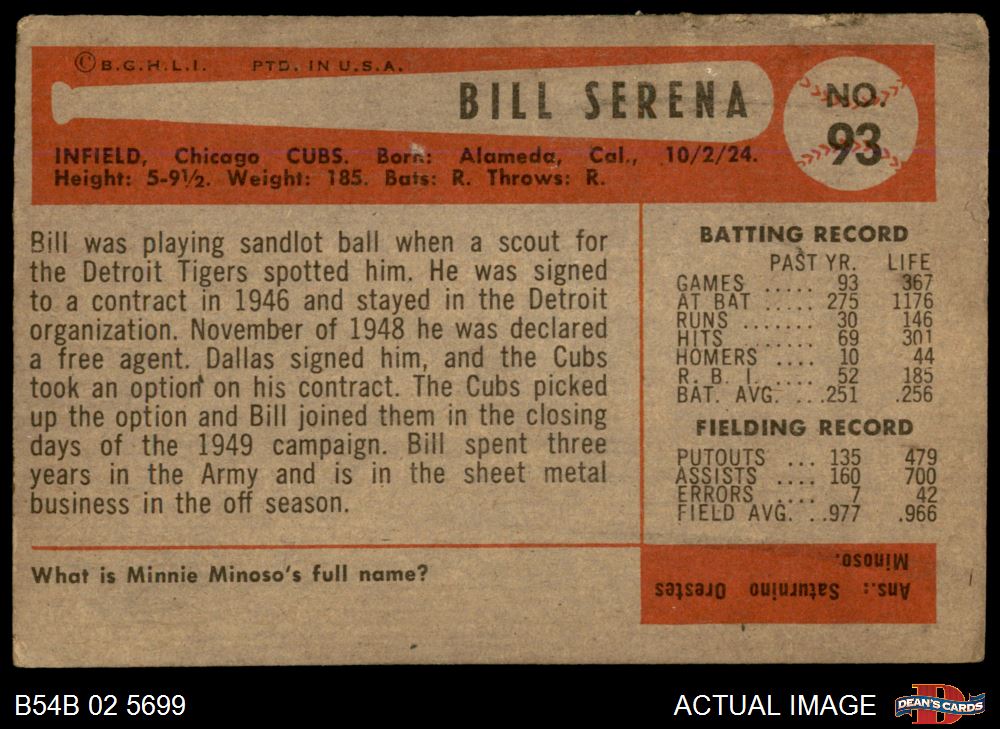 © B.G.H.L.I. PTD. IN U.S.A.
BILL SERENA
NO.
93
INFIELD, Chicago CUBS. Born: Alameda, Cal., 10/2/24.
Height: 5-9½. Weight: 185. Bats: R. Throws: R.
Bill was playing sandlot ball when a scout for
the Detroit Tigers spotted him. He was signed
to a contract in 1946 and stayed in the Detroit
organization. November of 1948 he was declared
a free agent. Dallas signed him, and the Cubs
took an option on his contract. The Cubs picked
up the option and Bill joined them in the closing
days of the 1949 campaign. Bill spent three
years in the Army and is in the sheet metal
business in the off season.
BATTING RECORD
PAST YR. LIFE
GAMES ..... 93 367
AT BAT ..... 275 1176
RUNS ....... 30 146
HITS ...... 69 301
HOMERS .... 10 44
R. B. I. .... 52 185
BAT. AVG. ...251 .256
FIELDING RECORD
PUTOUTS ... 135 479
ASSISTS .... 160 700
ERRORS .... 7 42
FIELD AVG. ..977 .966
What is Minnie Minoso's full name?
Ans.: Saturnino Orestes
Minoso.
B54B 02 5699
ACTUAL IMAGE
D
DEAN'S CARDS